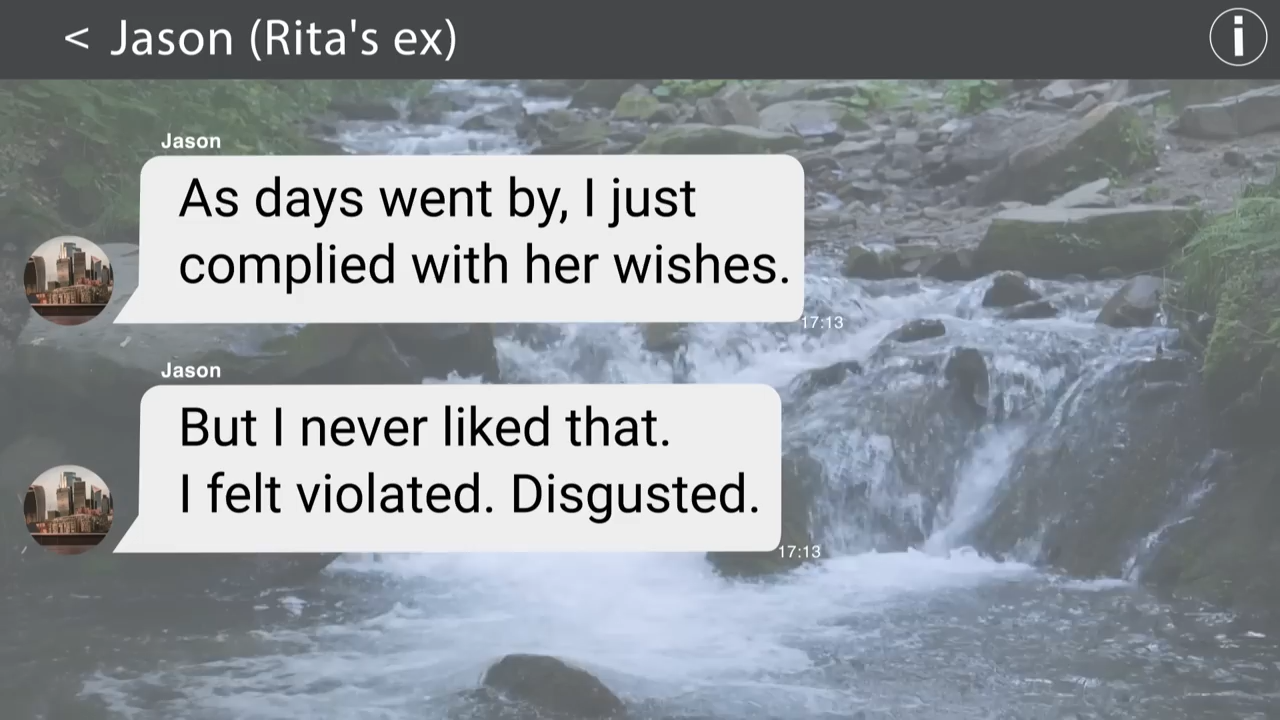 < Jason (Rita's ex)
i
Jason
As days went by, I just
complied with her wishes.
17:13
Jason
But I never liked that.
I felt violated. Disgusted.
17:13